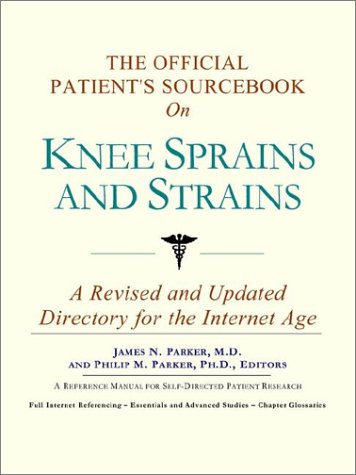 THE OFFICIAL
PATIENT'S SOURCEBOOK
On
KNEE SPRAINS
AND STRAINS
A Revised and Updated
Directory for the Internet Age
JAMES N. PARKER, M.D.
AND PHILIP M. PARKER, PH.D., EDITORS
A REFERENCE MANUAL FOR SELF-DIRECTED PATIENT RESEARCH
Full Internet Referencing ~ Essentials and Advanced Studies ~ Chapter Glossaries